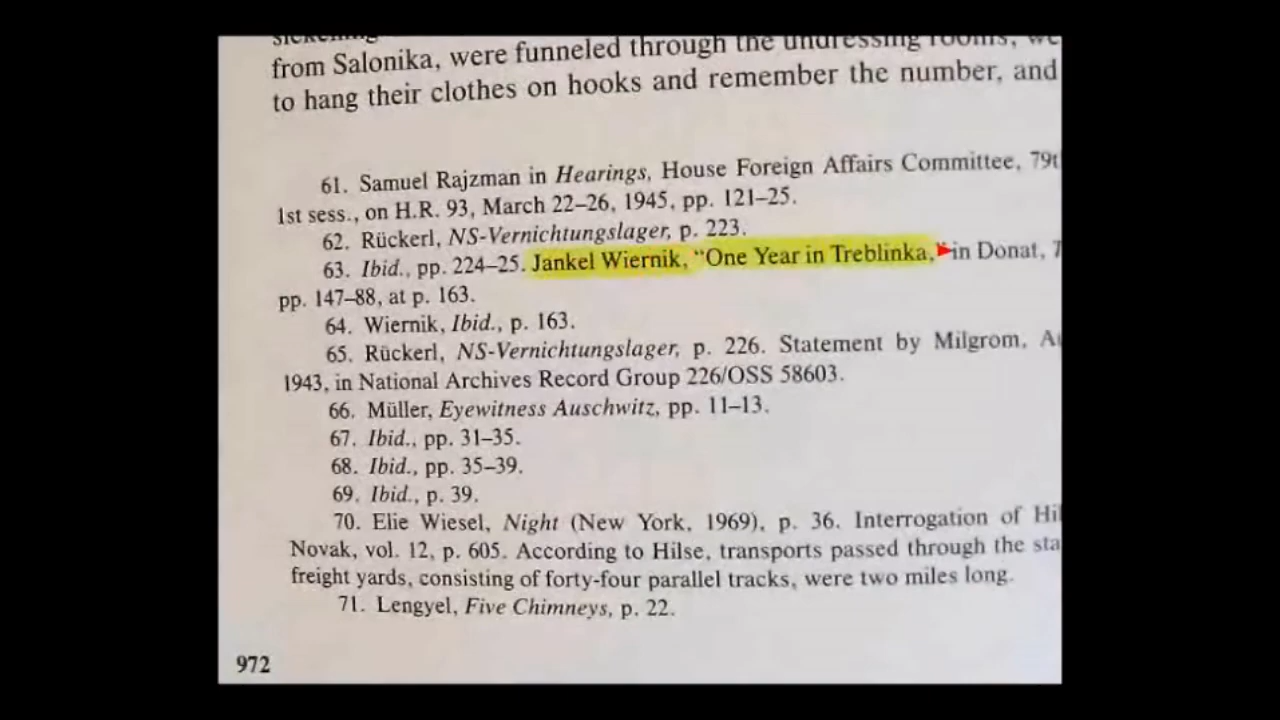 from Salonika, were funneled through the undressing rooms,
to hang their clothes on hooks and remember the number, and
61. Samuel Rajzman in Hearings, House Foreign Affairs Committee,
1st sess., on H.R. 93, March 22–26, 1945, pp. 121–25.
62. Rückerl, NS-Vernichtungslager, p. 223.
63. Ibid., pp. 224–25. Jankel Wiernik, “One Year in Treblinka,” in Donat,
pp. 147–88, at p. 163.
64. Wiernik, Ibid., p. 163.
65. Rückerl, NS-Vernichtungslager, p. 226. Statement by Milgrom,
1943, in National Archives Record Group 226/OSS 58603.
66. Müller, Eyewitness Auschwitz, pp. 11–13.
67. Ibid., pp. 31–35.
68. Ibid., pp. 35–39.
69. Ibid., p. 39.
70. Elie Wiesel, Night (New York, 1969), p. 36. Interrogation of
Novak, vol. 12, p. 605. According to Hilse, transports passed through the
freight yards, consisting of forty-four parallel tracks, were two miles long.
71. Lengyel, Five Chimneys, p. 22.
972